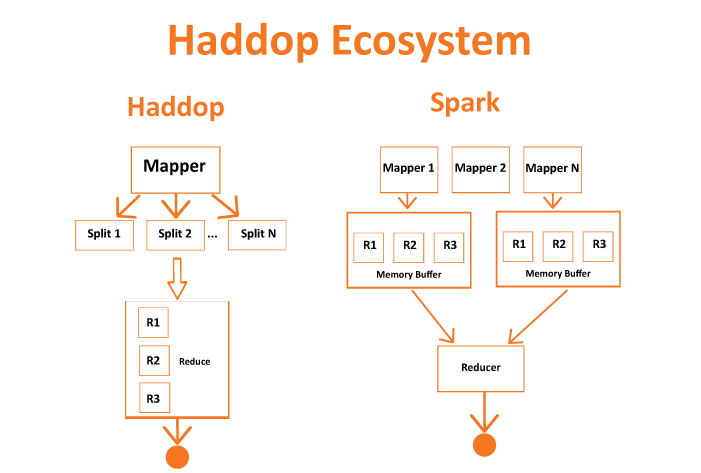 Haddop Ecosystem
Haddop
Mapper
Split 1
Split 2
...
Split N
R1
R2
R3
Reduce
Spark
Mapper 1
Mapper 2
Mapper N
R1
R2
R3
Memory Buffer
R1
R2
R3
Memory Buffer
Reducer